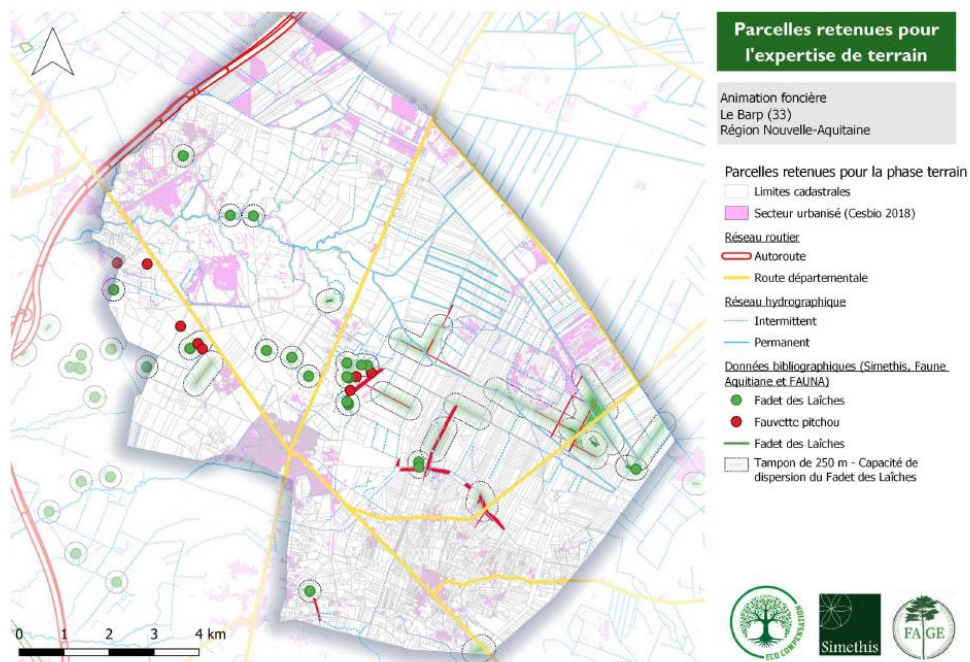 Parcelles retenues pour
l'expertise de terrain
Animation foncière
Le Barp (33)
Région Nouvelle-Aquitaine
Parcelles retenues pour la phase terrain
Limites cadastrales
Secteur urbanisé (Cesbio 2018)
Réseau routier
Autoroute
Route départementale
Réseau hydrographique
Intermittent
Permanent
Données bibliographiques (Simethis, Faune
Aquitiane et FAUNA)
Fadet des Laîches
Fauvette pitchou
Fadet des Laîches
Tampon de 250 m - Capacité de
dispersion du Fadet des Laîches
0 1 2 3 4 km
ECO COMPENSATION
Simethis
FA GE